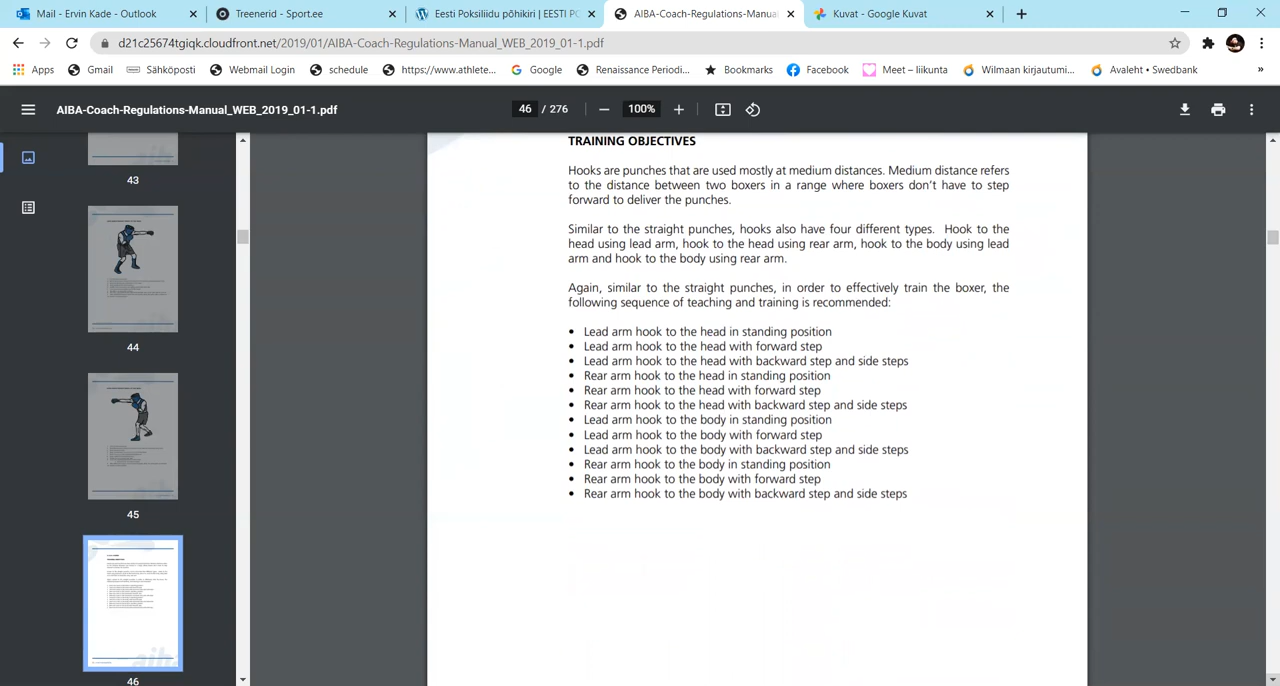 Mail - Ervin Kade - Outlook
Treenerid - Sport.ee
Eesti Poksiliidu põhikiri | EESTI PO
AIBA-Coach-Regulations-Manual
Kuvat - Google Kuvat
d21c25674tgiqk.cloudfront.net/2019/01/AIBA-Coach-Regulations-Manual_WEB_2019_01-1.pdf
Apps
Gmail
Sähköposti
Webmail Login
schedule
https://www.athlete...
Google
Renaissance Periodi...
Bookmarks
Facebook
Meet – liikunta
Wilmaan kirjautumi...
Avaleht • Swedbank
»
AIBA-Coach-Regulations-Manual_WEB_2019_01-1.pdf
46 / 276
100%
43
44
45
46
TRAINING OBJECTIVES
Hooks are punches that are used mostly at medium distances. Medium distance refers
to the distance between two boxers in a range where boxers don't have to step
forward to deliver the punches.
Similar to the straight punches, hooks also have four different types. Hook to the
head using lead arm, hook to the head using rear arm, hook to the body using lead
arm and hook to the body using rear arm.
Again, similar to the straight punches, in order to effectively train the boxer, the
following sequence of teaching and training is recommended:
• Lead arm hook to the head in standing position
• Lead arm hook to the head with forward step
• Lead arm hook to the head with backward step and side steps
• Rear arm hook to the head in standing position
• Rear arm hook to the head with forward step
• Rear arm hook to the head with backward step and side steps
• Lead arm hook to the body in standing position
• Lead arm hook to the body with forward step
• Lead arm hook to the body with backward step and side steps
• Rear arm hook to the body in standing position
• Rear arm hook to the body with forward step
• Rear arm hook to the body with backward step and side steps